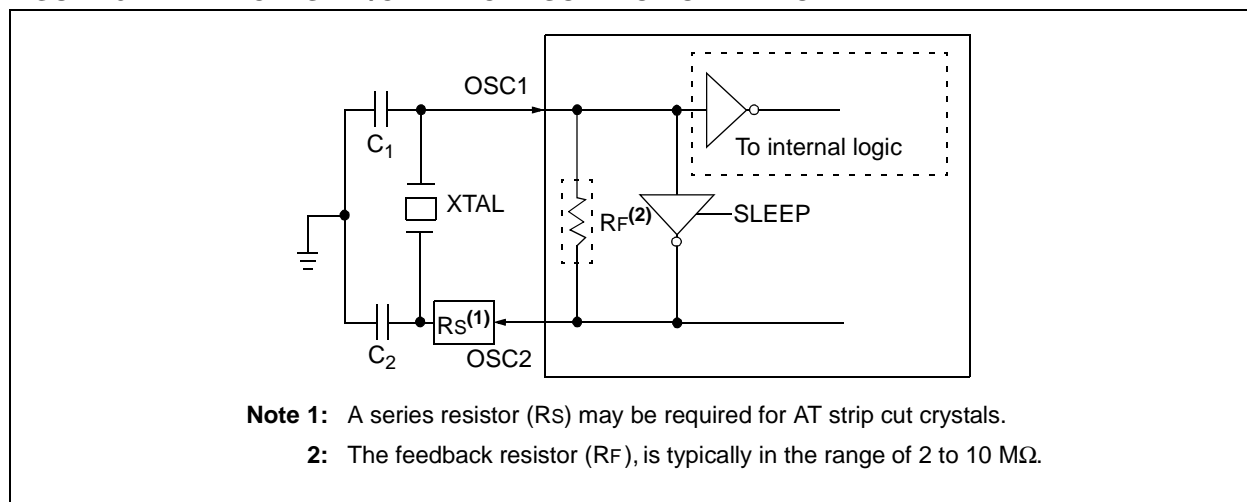 OSC1
C1
To internal logic
XTAL
RF(2)
SLEEP
RS(1)
C2
OSC2
Note 1: A series resistor (RS) may be required for AT strip cut crystals.
2: The feedback resistor (RF), is typically in the range of 2 to 10 MΩ.